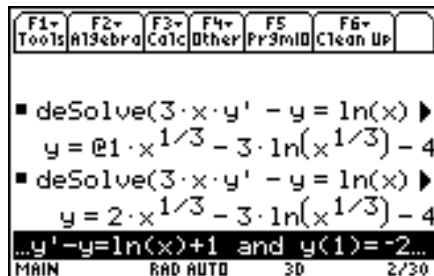 F1▾ F2▾ F3▾ F4▾ F5 F6▾
Tools Algebra Calc Other PrgmIO Clean Up
▪ deSolve(3·x·y' − y = ln(x) ▶
y = @1·x^1/3 − 3·ln(x^1/3) − 4
▪ deSolve(3·x·y' − y = ln(x) ▶
y = 2·x^1/3 − 3·ln(x^1/3) − 4
…y'-y=ln(x)+1 and y(1)=-2…
MAIN RAD AUTO 3D 2/30